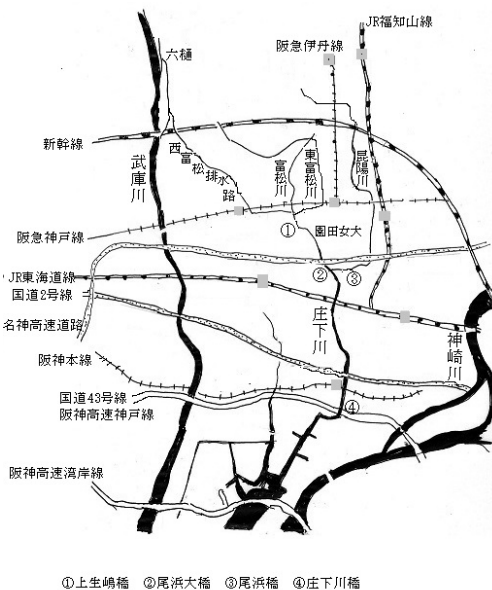 JR福知山線
阪急伊丹線
六樋
新幹線
武庫川
西富松排水路
富松川
東富松川
昆陽川
①
園田女大
阪急神戸線
②
③
JR東海道線
国道2号線
名神高速道路
庄下川
神崎川
阪神本線
国道43号線
阪神高速神戸線
④
阪神高速湾岸線
①上生嶋橋 ②尾浜大橋 ③尾浜橋 ④庄下川橋